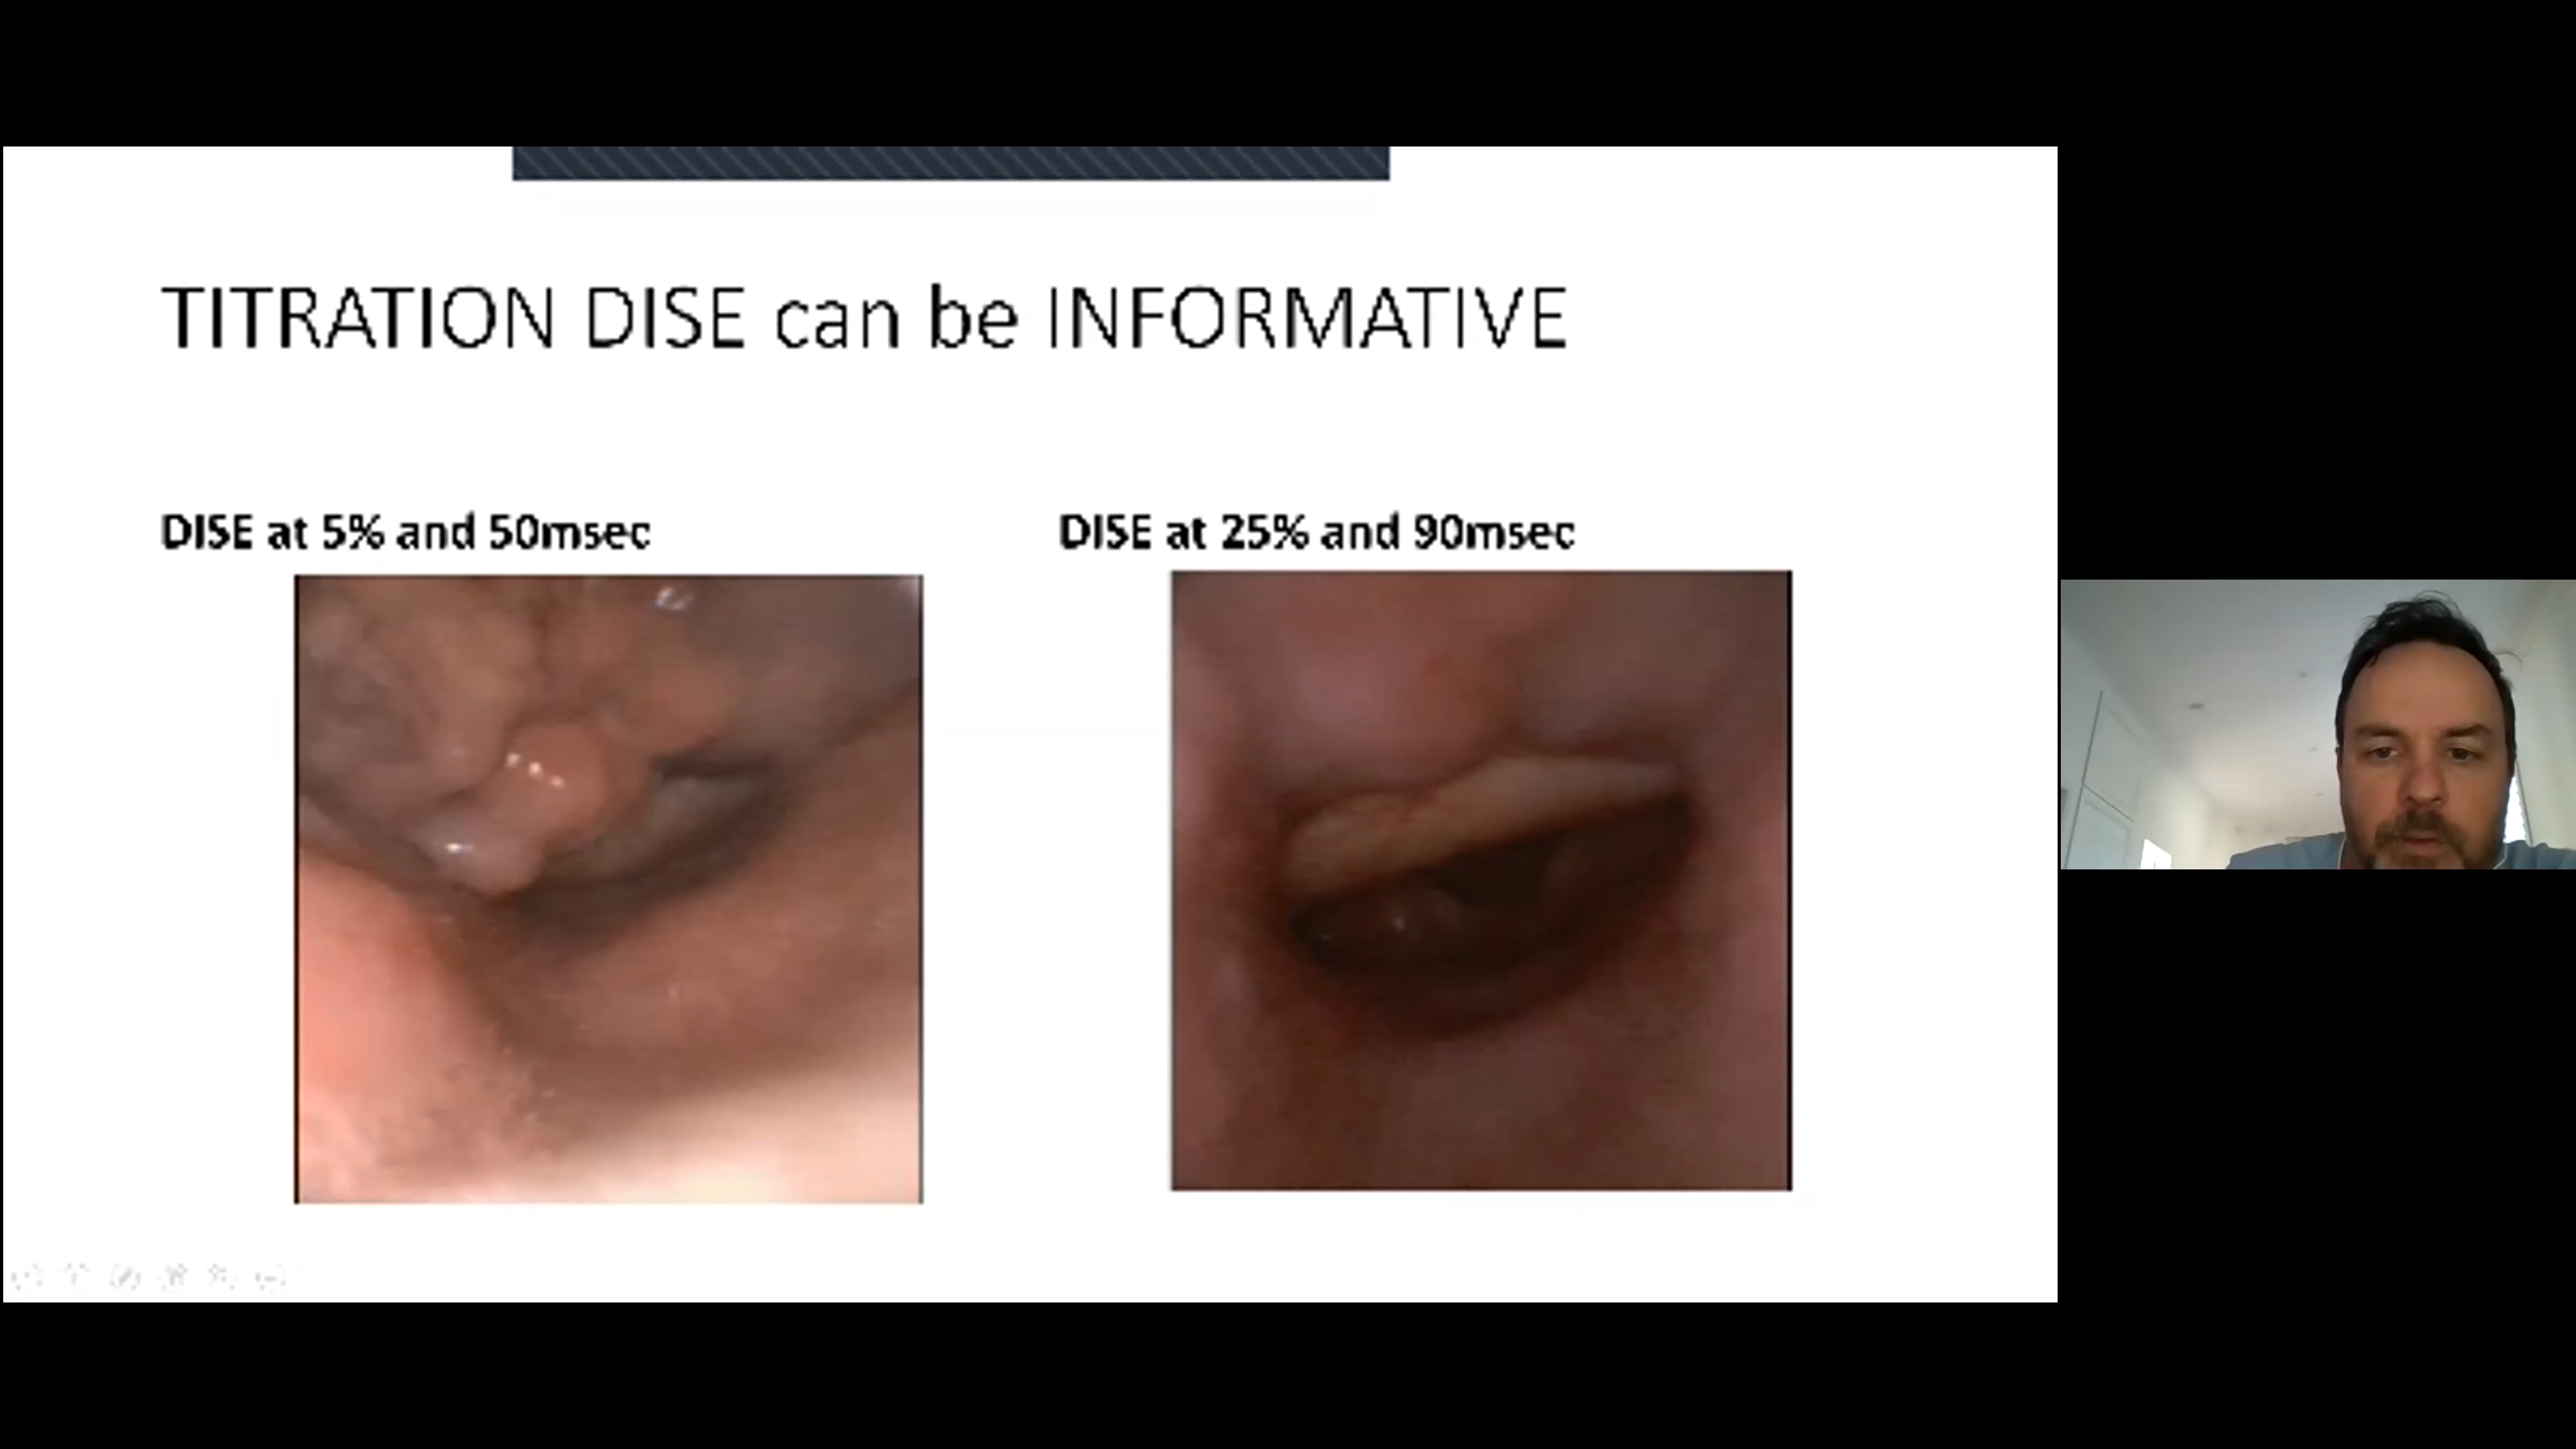 TITRATION DISE can be INFORMATIVE
DISE at 5% and 50msec
DISE at 25% and 90msec